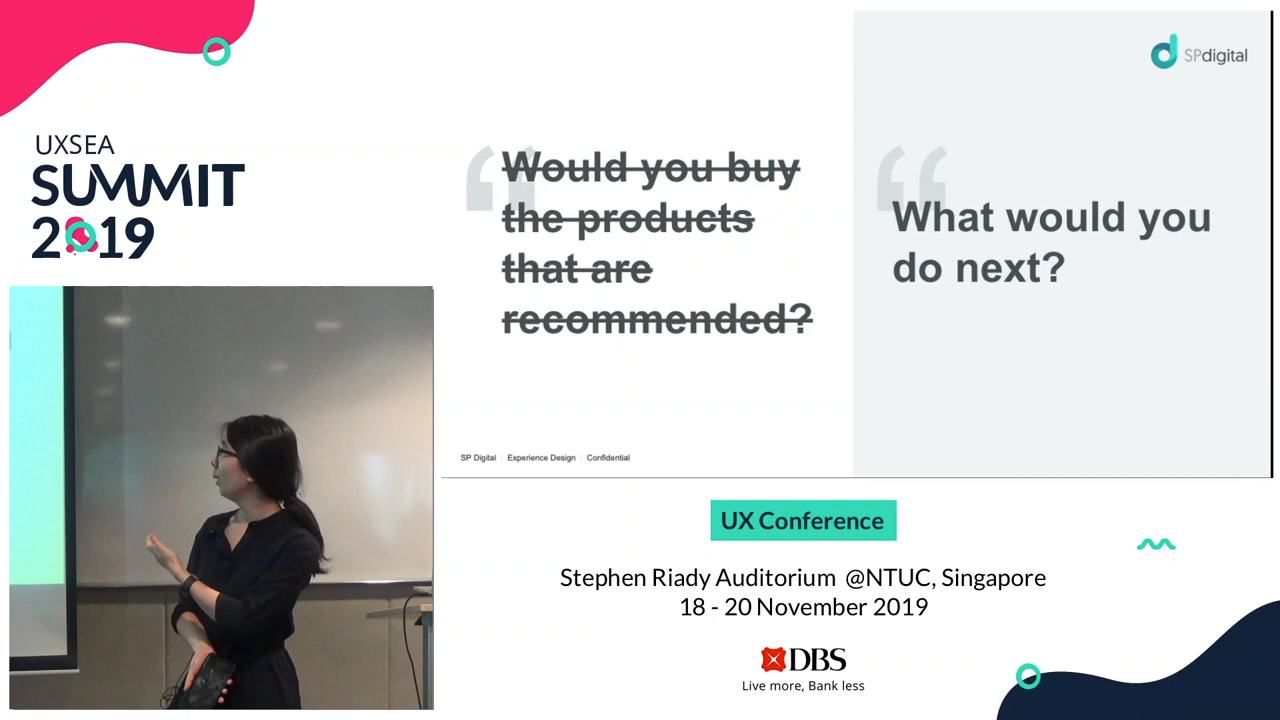 UXSEA
SUMMIT
2019
SPdigital
“
Would you buy
the products
that are
recommended?
“
What would you
do next?
SP Digital | Experience Design | Confidential
UX Conference
Stephen Riady Auditorium @NTUC, Singapore
18 - 20 November 2019
DBS
Live more, Bank less